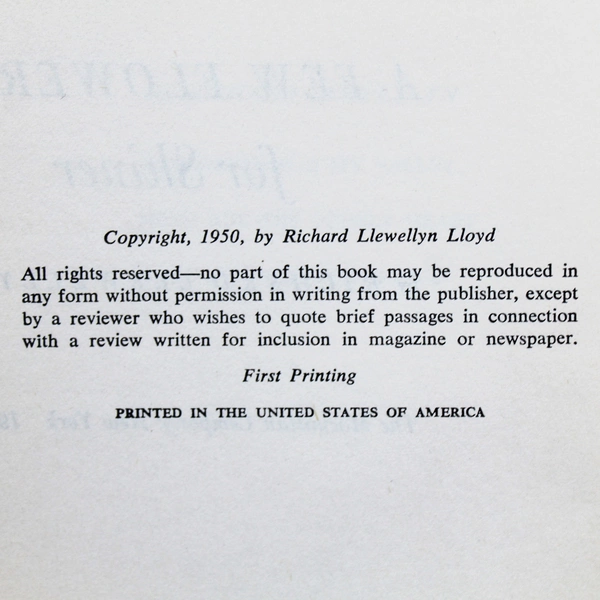 Copyright, 1950, by Richard Llewellyn Lloyd
All rights reserved—no part of this book may be reproduced in
any form without permission in writing from the publisher, except
by a reviewer who wishes to quote brief passages in connection
with a review written for inclusion in magazine or newspaper.
First Printing
PRINTED IN THE UNITED STATES OF AMERICA